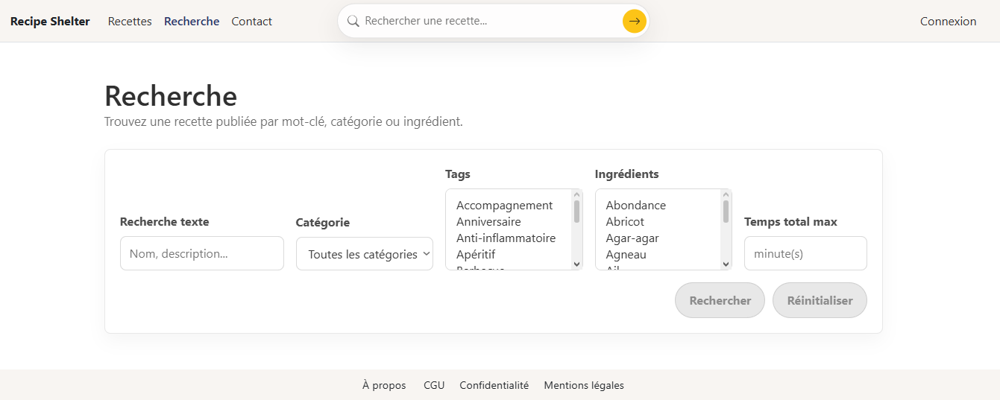 Recipe Shelter Recettes Recherche Contact Rechercher une recette... Connexion
Recherche
Trouvez une recette publiée par mot-clé, catégorie ou ingrédient.
Recherche texte
Nom, description...
Catégorie
Toutes les catégories
Tags
Accompagnement
Anniversaire
Anti-inflammatoire
Apéritif
Ingrédients
Abondance
Abricot
Agar-agar
Agneau
Ail
Temps total max
minute(s)
Rechercher Réinitialiser
À propos CGU Confidentialité Mentions légales